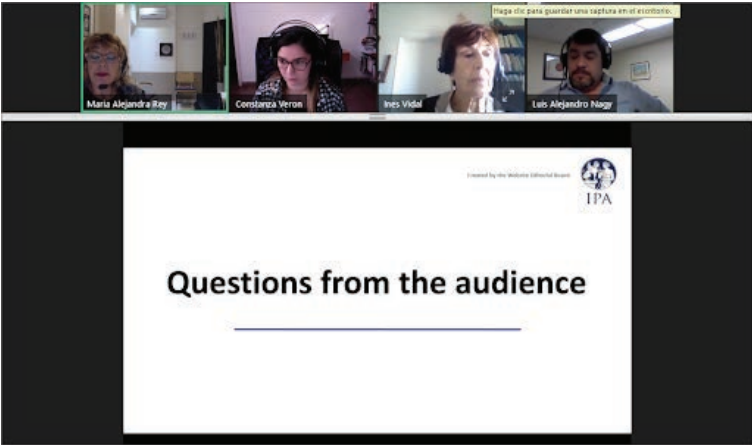 Haga clic para guardar una captura en el escritorio.
Maria Alejandra Rey
Constanza Veron
Ines Vidal
Luis Alejandro Nagy
Created by the Website Editorial Board
IPA
Questions from the audience